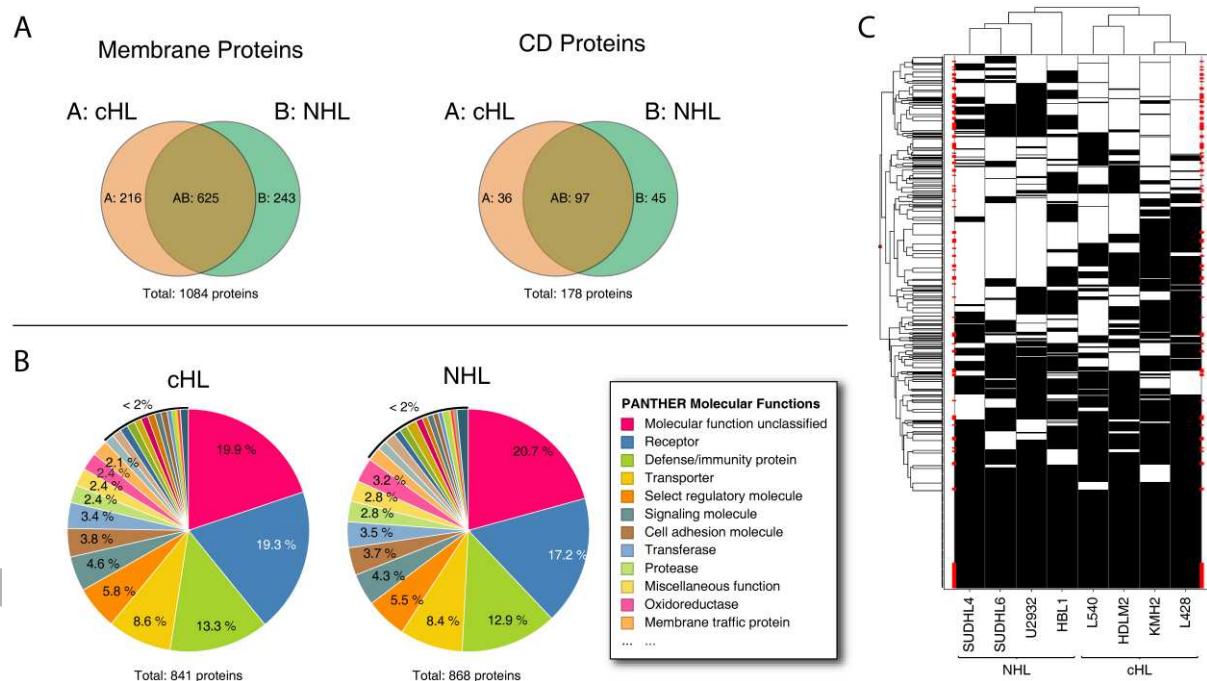 A
Membrane Proteins
A: cHL
B: NHL
A: 216
AB: 625
B: 243
Total: 1084 proteins
CD Proteins
A: cHL
B: NHL
A: 36
AB: 97
B: 45
Total: 178 proteins
B
cHL
< 2%
19.9 %
19.3 %
13.3 %
8.6 %
5.8 %
4.6 %
3.8 %
3.4 %
2.4 %
2.4 %
2.4 %
2.1 %
Total: 841 proteins
NHL
< 2%
20.7 %
17.2 %
12.9 %
8.4 %
5.5 %
4.3 %
3.7 %
3.5 %
2.8 %
2.8 %
3.2 %
Total: 868 proteins
PANTHER Molecular Functions
Molecular function unclassified
Receptor
Defense/immunity protein
Transporter
Select regulatory molecule
Signaling molecule
Cell adhesion molecule
Transferase
Protease
Miscellaneous function
Oxidoreductase
Membrane traffic protein
... ...
C
SUDHL4
SUDHL6
U2932
HBL1
L540
HDLM2
KMH2
L428
NHL
cHL